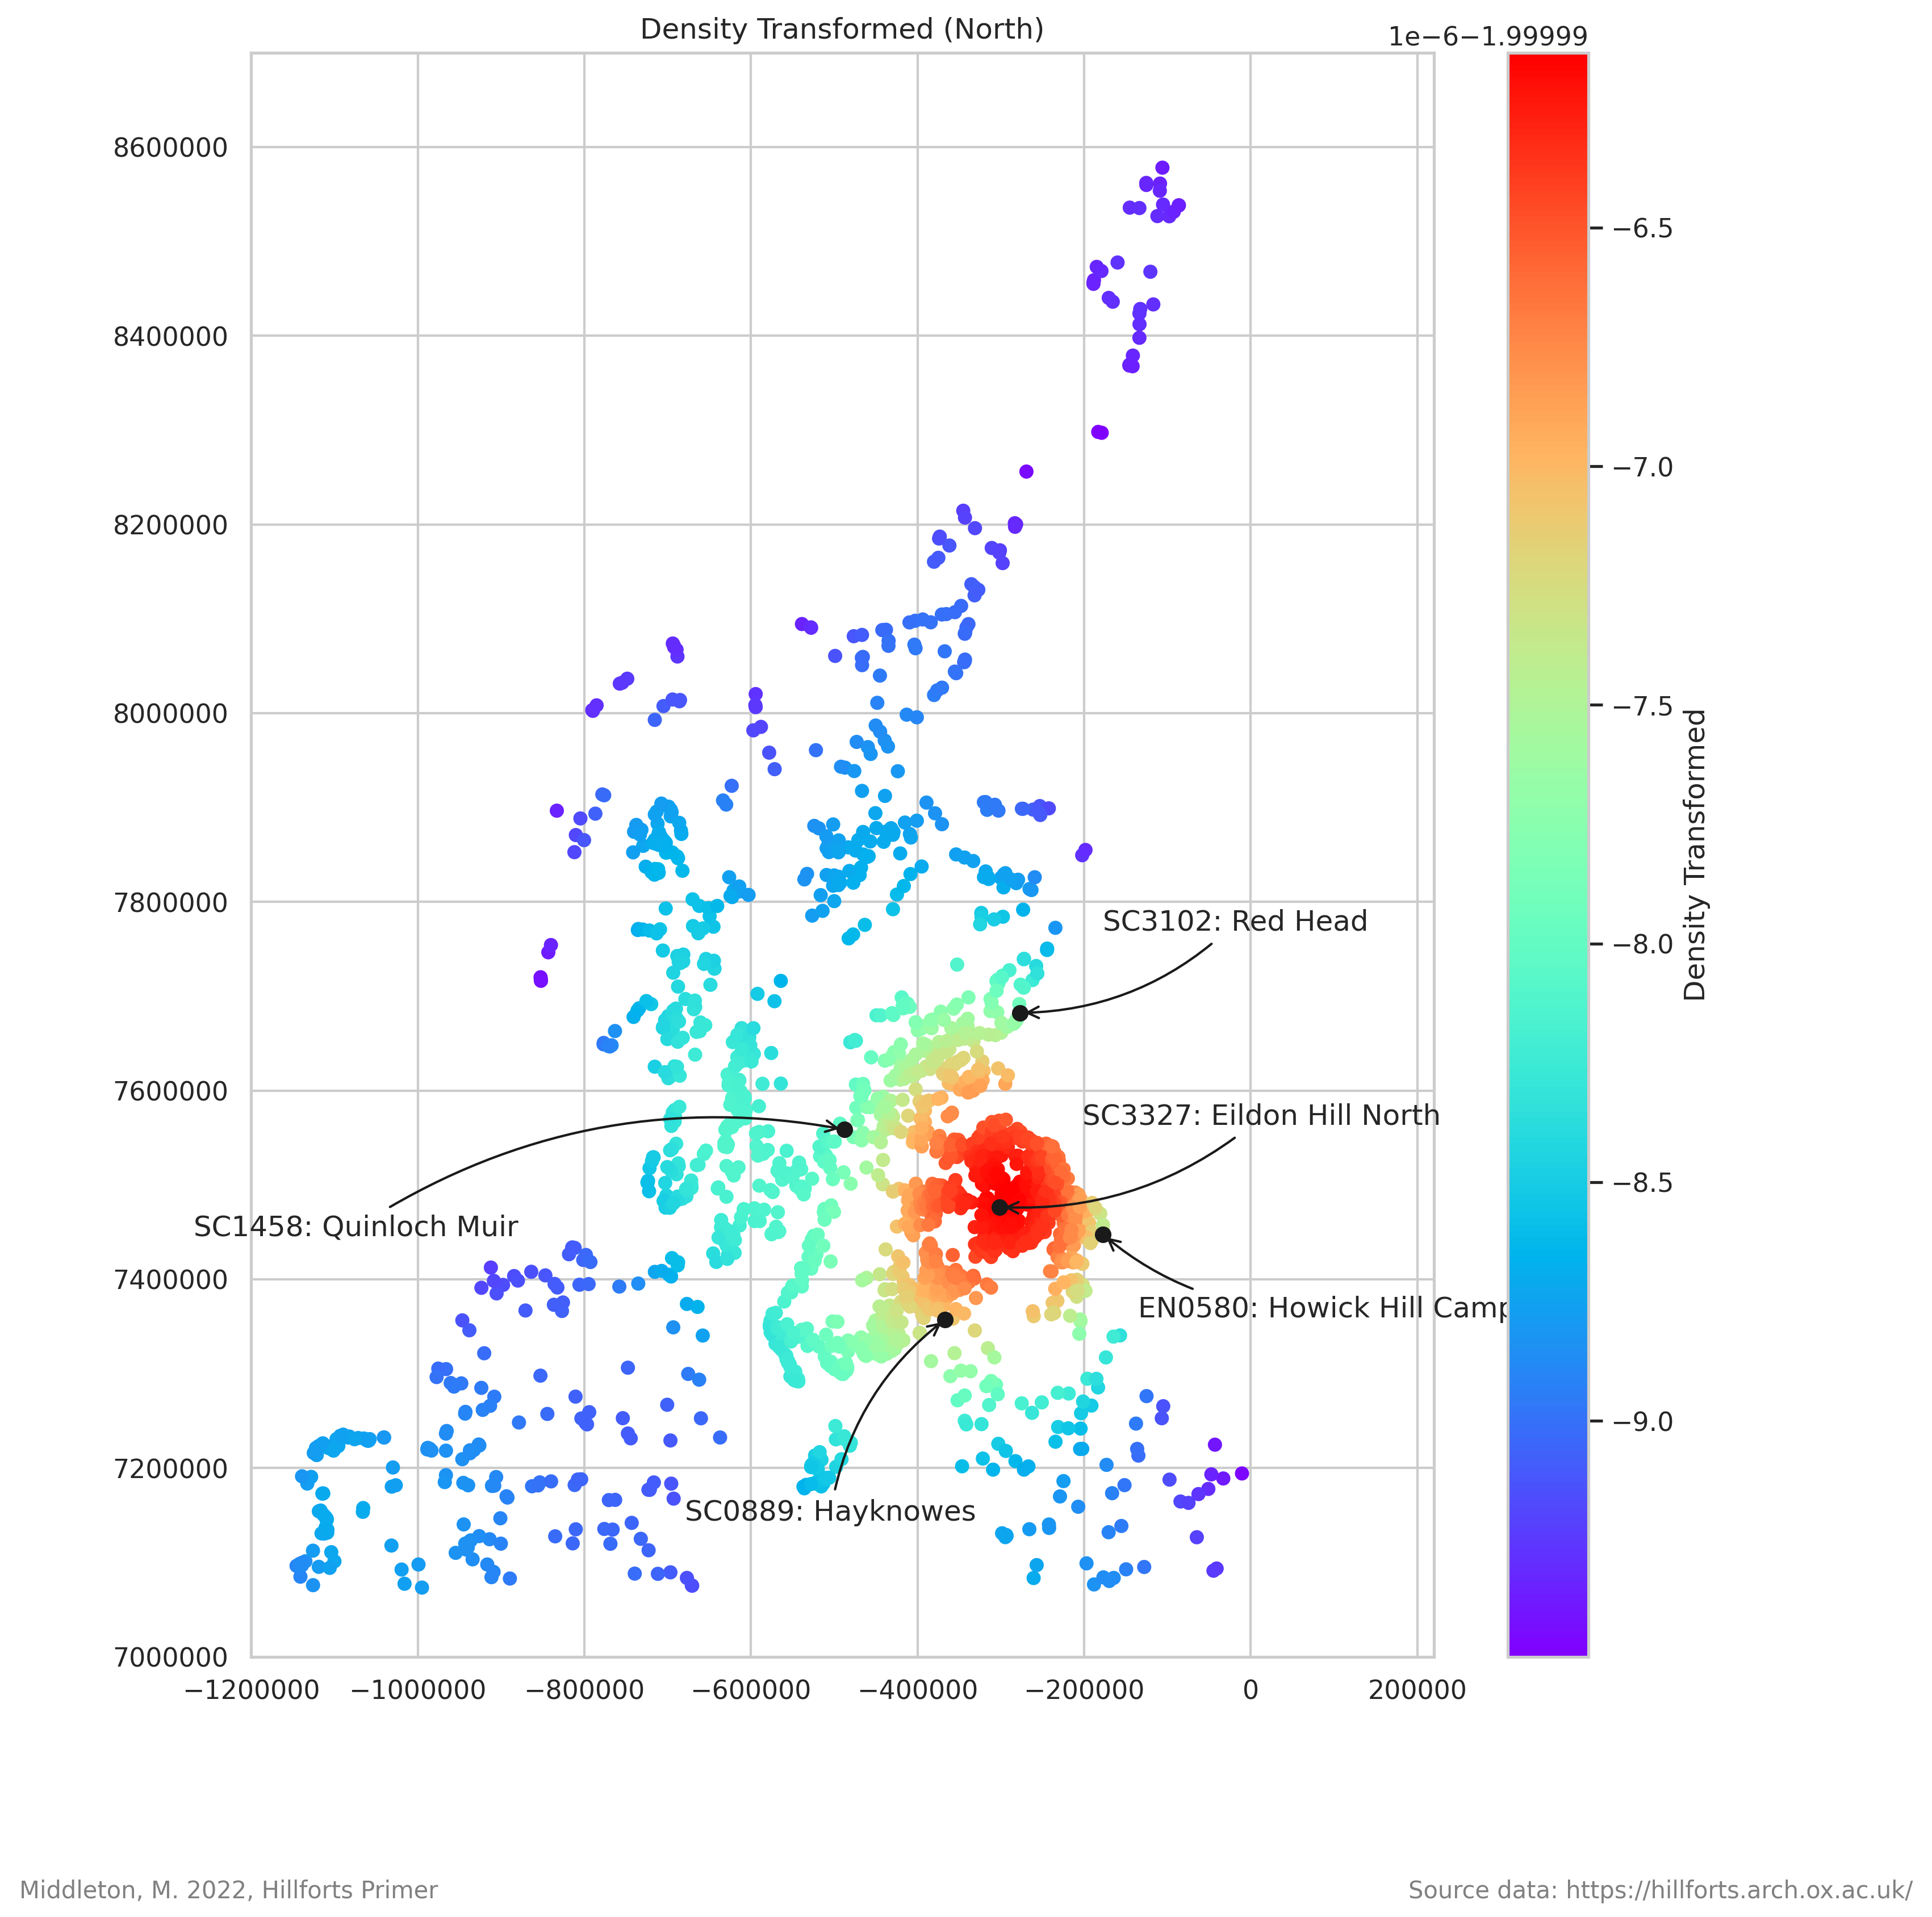 Density Transformed (North)
1e−6−1.99999
8600000
8400000
8200000
8000000
7800000
7600000
7400000
7200000
7000000
−1200000
−1000000
−800000
−600000
−400000
−200000
0
200000
SC3102: Red Head
SC3327: Eildon Hill North
SC1458: Quinloch Muir
EN0580: Howick Hill Camp
SC0889: Hayknowes
−6.5
−7.0
−7.5
−8.0
−8.5
−9.0
Density Transformed
Middleton, M. 2022, Hillforts Primer
Source data: https://hillforts.arch.ox.ac.uk/